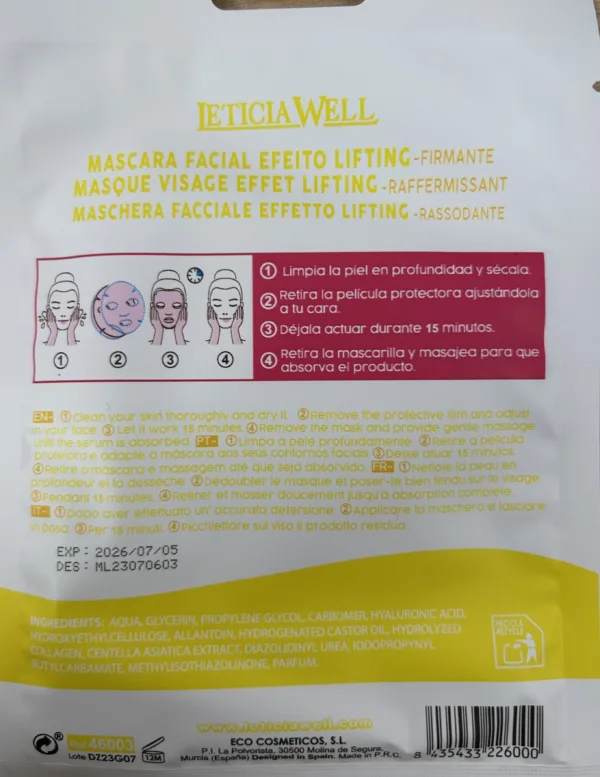 LETICIA WELL
MASCARA FACIAL EFEITO LIFTING -FIRMANTE
MASQUE VISAGE EFFET LIFTING -RAFFERMISSANT
MASCHERA FACCIALE EFFETTO LIFTING -RASSODANTE
① Limpia la piel en profundidad y sécala.
② Retira la película protectora ajustándola
a tu cara.
③ Déjala actuar durante 15 minutos.
④ Retira la mascarilla y masajea para que
absorva el producto.
① ② ③ ④
EN- ①Clean your skin thoroughly and dry it. ②Remove the protective film and adjust
in your face. ③ Let it work 15 minutes. ④Remove the mask and provide gentle massage
until the serum is absorbed. PT- ①Limpa a pele profundamente. ②Retire a película
protetora e adapte a máscara aos seus contornos faciais. ③Deixe atuar 15 minutos.
④Retire a máscara e massagem até que seja absorvido. FR- ①Nettoie la peau en
profondeur et la dessèche. ②Dédoubler le masque et poser-le bien tendu sur le visage.
③Pendant 15 minutes. ④Retirer et masser doucement jusqu'a absorption complete.
IT- ①Dopo aver effettuato un' accurata detersione. ②Applicare la maschera e lasciare
in posa. ③Per 15 minuti. ④Picchiettare sul viso il prodotto residuo.
EXP: 2026/07/05
DES: ML23070603
INGREDIENTS: AQUA, GLYCERIN, PROPYLENE GLYCOL, CARBOMER, HYALURONIC ACID,
HYDROXYETHYLCELLULOSE, ALLANTOIN, HYDROGENATED CASTOR OIL, HYDROLYZED
COLLAGEN, CENTELLA ASIATICA EXTRACT, DIAZOLIDINYL UREA, IODOPROPYNYL
BUTYLCARBAMATE, METHYLISOTHIAZOLINONE, PARFUM.
RECICLA
RECYCLE
Ref 46003
Lote DZ23G07
12M
www.leticiawell.com
ECO COSMETICOS, S.L.
P.I. La Polvorista, 30500 Molina de Segura,
Murcia (España) Designed in Spain. Made in P.R.C.
8 435433 226000